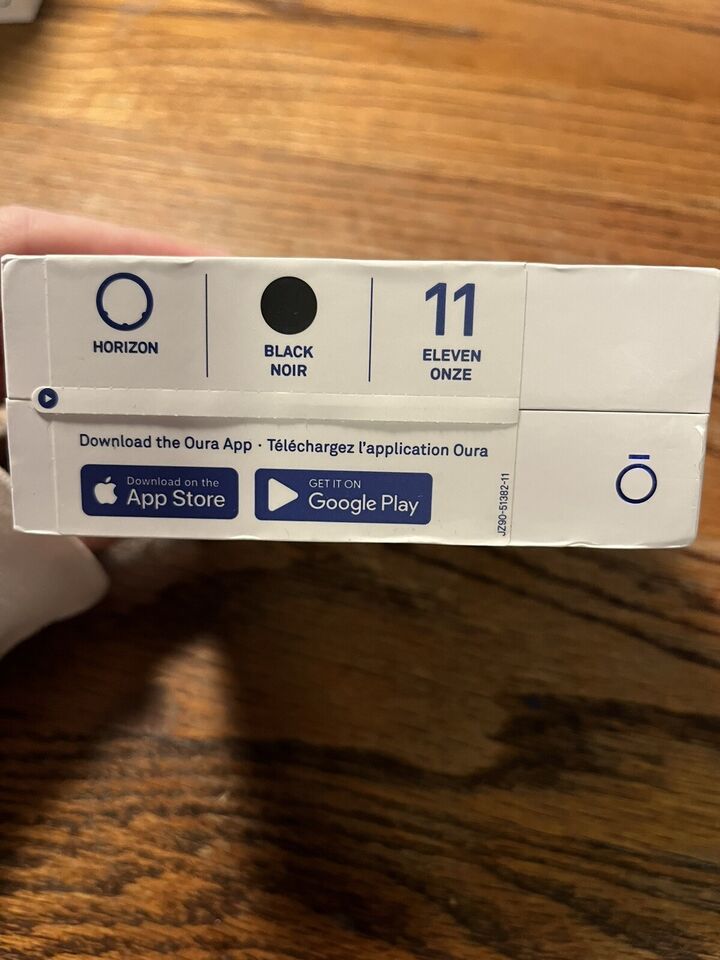 HORIZON
BLACK
NOIR
11
ELEVEN
ONZE
Download the Oura App · Téléchargez l'application Oura
Download on the
App Store
GET IT ON
Google Play
JZ90-51382-11